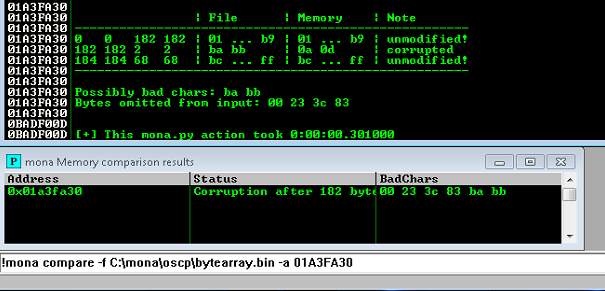 01A3FA30
01A3FA30 | File | Memory | Note
01A3FA30 ----------------------------------------------------
01A3FA30 0 0 182 182 | 01 ... b9 | 01 ... b9 | unmodified!
01A3FA30 182 182 2 2 | ba bb | 0a 0d | corrupted
01A3FA30 184 184 68 68 | bc ... ff | bc ... ff | unmodified!
01A3FA30 ----------------------------------------------------
01A3FA30
01A3FA30 Possibly bad chars: ba bb
01A3FA30 Bytes omitted from input: 00 23 3c 83
01A3FA30
0BADF00D
0BADF00D [+] This mona.py action took 0:00:00.301000
P mona Memory comparison results
Address Status BadChars
0x01a3fa30 Corruption after 182 byte 00 23 3c 83 ba bb
!mona compare -f C:\mona\oscp\bytearray.bin -a 01A3FA30